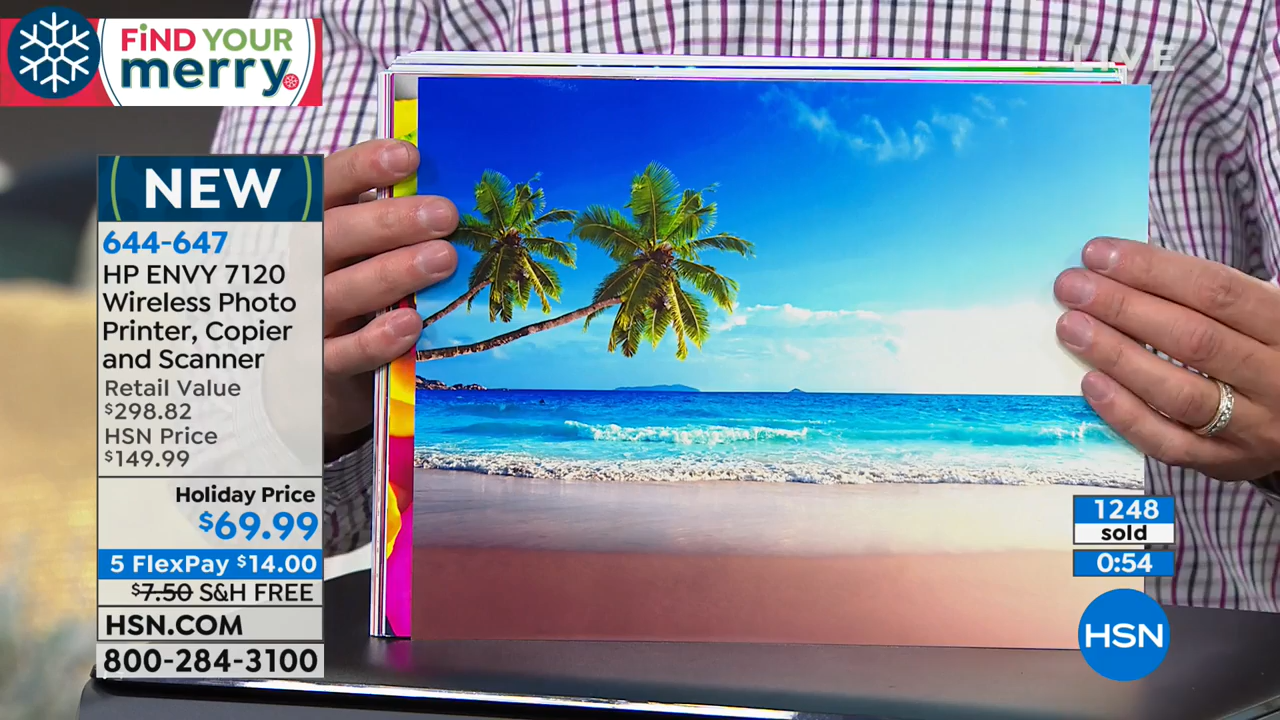 FiND YOUR
merry.
LIVE
NEW
644-647
HP ENVY 7120
Wireless Photo
Printer, Copier
and Scanner
Retail Value
$298.82
HSN Price
$149.99
Holiday Price
$69.99
5 FlexPay $14.00
$7.50 S&H FREE
HSN.COM
800-284-3100
1248
sold
0:54
HSN